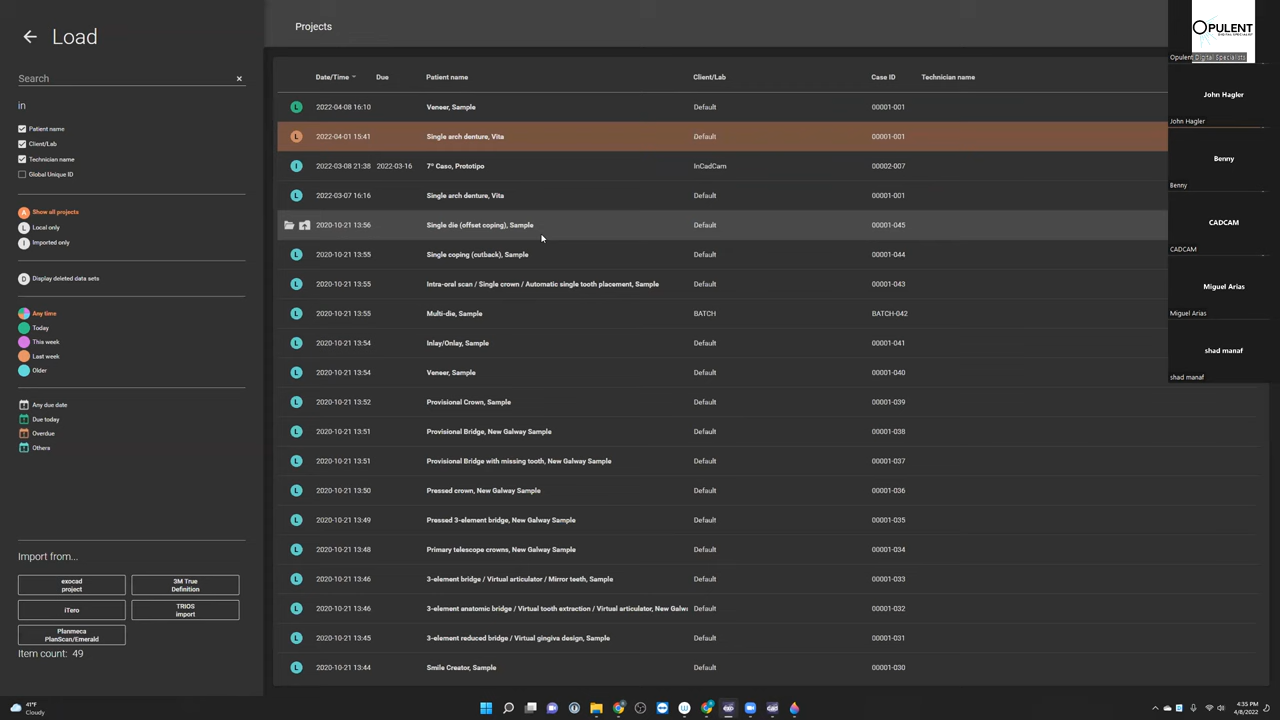 Load
Search
in
Patient name
Client/Lab
Technician name
Global Unique ID
A Show all projects
L Local only
I Imported only
D Display deleted data sets
Any time
Today
This week
Last week
Older
Any due date
Due today
Overdue
Others
Import from...
exocad
project
3M True
Definition
iTero
TRIOS
import
Planmeca
PlanScan/Emerald
Item count: 49
Projects
Date/Time Due Patient name Client/Lab Case ID Technician name
L 2022-04-08 16:10 Veneer, Sample Default 00001-001
L 2022-04-01 15:41 Single arch denture, Vita Default 00001-001
I 2022-03-08 21:38 2022-03-16 7º Caso, Prototipo InCadCam 00002-007
L 2022-03-07 16:16 Single arch denture, Vita Default 00001-001
2020-10-21 13:56 Single die (offset coping), Sample Default 00001-045
L 2020-10-21 13:55 Single coping (cutback), Sample Default 00001-044
L 2020-10-21 13:55 Intra-oral scan / Single crown / Automatic single tooth placement, Sample Default 00001-043
L 2020-10-21 13:55 Multi-die, Sample BATCH BATCH-042
L 2020-10-21 13:54 Inlay/Onlay, Sample Default 00001-041
L 2020-10-21 13:54 Veneer, Sample Default 00001-040
L 2020-10-21 13:52 Provisional Crown, Sample Default 00001-039
L 2020-10-21 13:51 Provisional Bridge, New Galway Sample Default 00001-038
L 2020-10-21 13:51 Provisional Bridge with missing tooth, New Galway Sample Default 00001-037
L 2020-10-21 13:50 Pressed crown, New Galway Sample Default 00001-036
L 2020-10-21 13:49 Pressed 3-element bridge, New Galway Sample Default 00001-035
L 2020-10-21 13:48 Primary telescope crowns, New Galway Sample Default 00001-034
L 2020-10-21 13:46 3-element bridge / Virtual articulator / Mirror teeth, Sample Default 00001-033
L 2020-10-21 13:46 3-element anatomic bridge / Virtual tooth extraction / Virtual articulator, New Galw Default 00001-032
L 2020-10-21 13:45 3-element reduced bridge / Virtual gingiva design, Sample Default 00001-031
L 2020-10-21 13:44 Smile Creator, Sample Default 00001-030
OPULENT
DIGITAL SPECIALIST
Opulent Digital Specialists
John Hagler
John Hagler
Benny
Benny
CADCAM
CADCAM
Miguel Arias
Miguel Arias
shad manaf
shad manaf
41°F
Cloudy
4:35 PM
4/8/2022